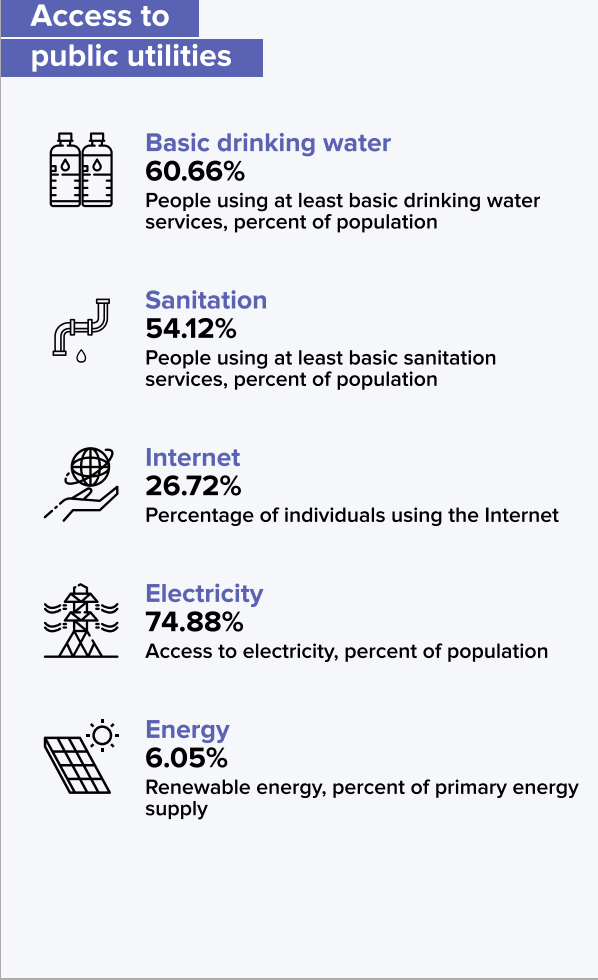 Access to
public utilities
Basic drinking water
60.66%
People using at least basic drinking water
services, percent of population
Sanitation
54.12%
People using at least basic sanitation
services, percent of population
Internet
26.72%
Percentage of individuals using the Internet
Electricity
74.88%
Access to electricity, percent of population
Energy
6.05%
Renewable energy, percent of primary energy
supply